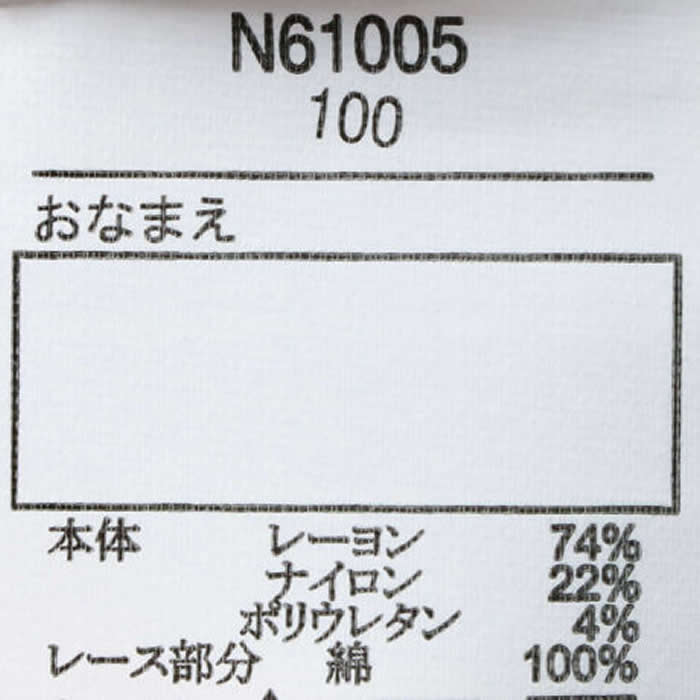 N61005
100
おなまえ
本体 レーヨン 74%
ナイロン 22%
ポリウレタン 4%
レース部分 綿 100%